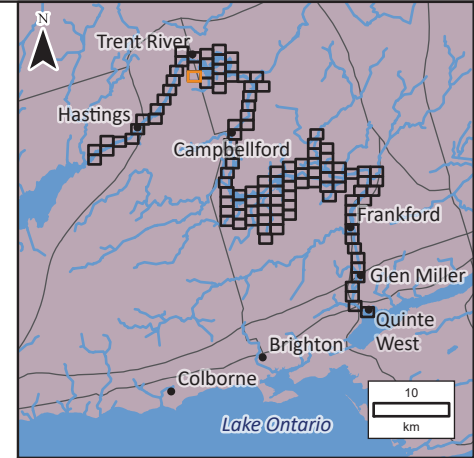 N
Trent River
Hastings
Campbellford
Frankford
Glen Miller
Quinte
West
Brighton
Colborne
10
km
Lake Ontario